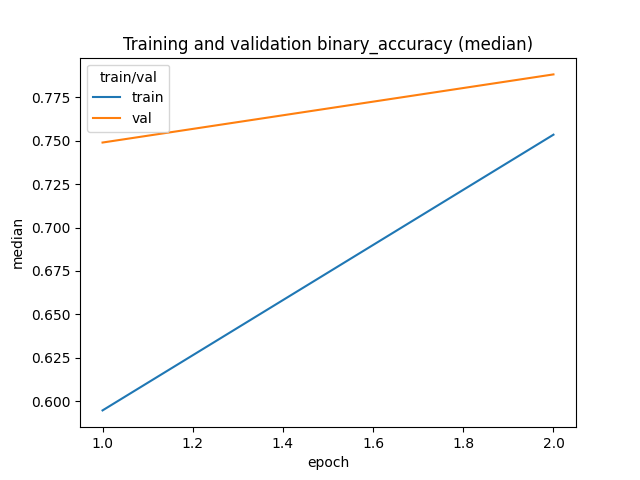 Training and validation binary_accuracy (median)
train/val
train
val
0.775
0.750
0.725
0.700
0.675
0.650
0.625
0.600
median
1.0 1.2 1.4 1.6 1.8 2.0
epoch